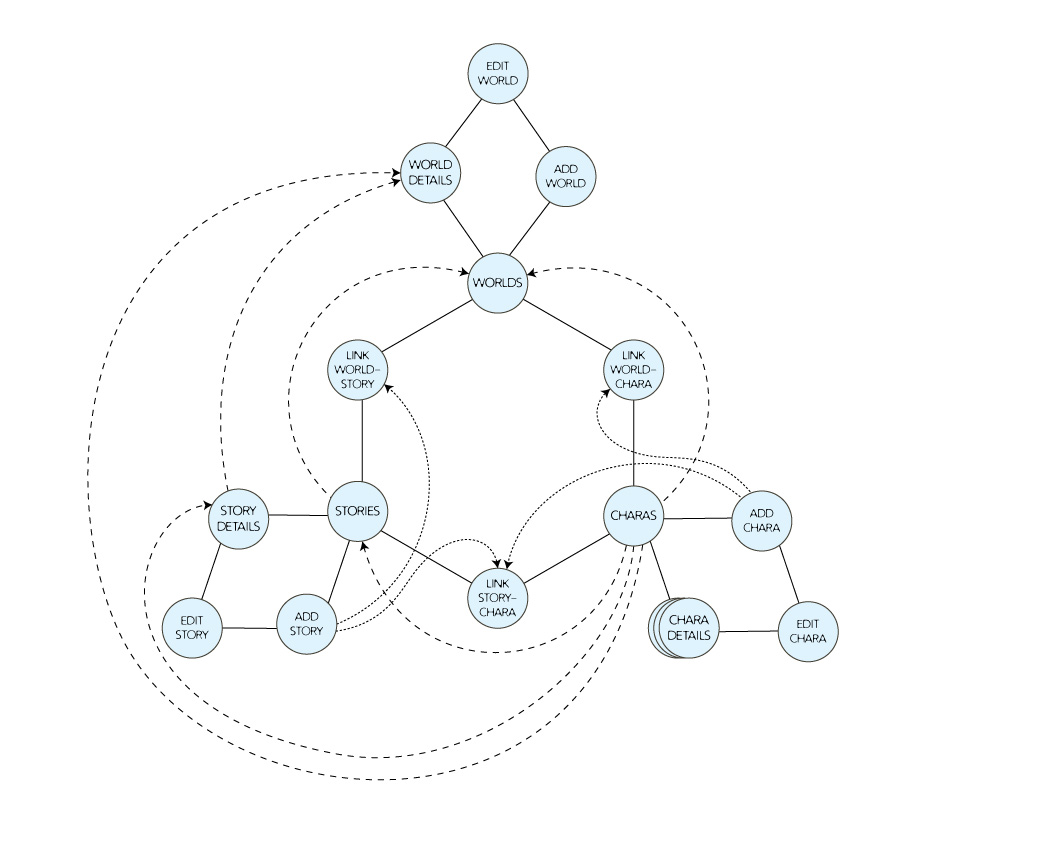 EDIT
WORLD
WORLD
DETAILS
ADD
WORLD
WORLDS
LINK
WORLD-
STORY
LINK
WORLD-
CHARA
STORY
DETAILS
STORIES
CHARAS
ADD
CHARA
LINK
STORY-
CHARA
EDIT
STORY
ADD
STORY
CHARA
DETAILS
EDIT
CHARA